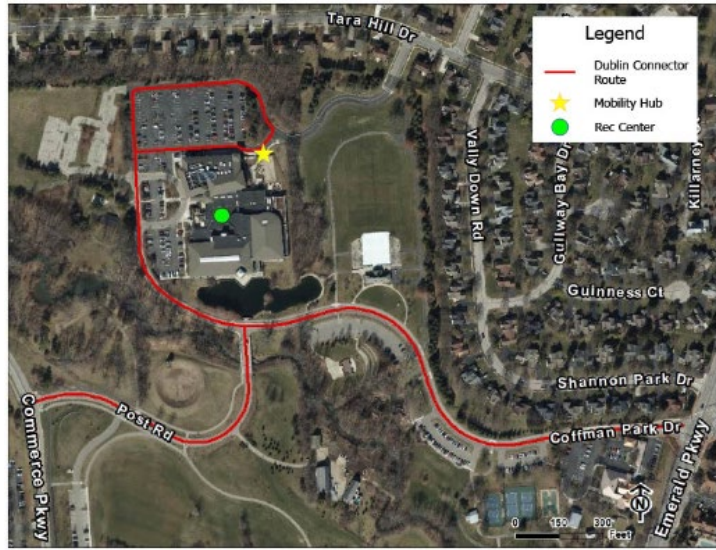 Tara Hill Dr
Legend
Dublin Connector
Route
Mobility Hub
Rec Center
Vally Down Rd
Gullway Bay Dr
Guinness Ct
Shannon Park Dr
Commerce Pkwy
Post Rd
Coffman Park Dr
Emerald Pkwy
N
0 150 300
Feet